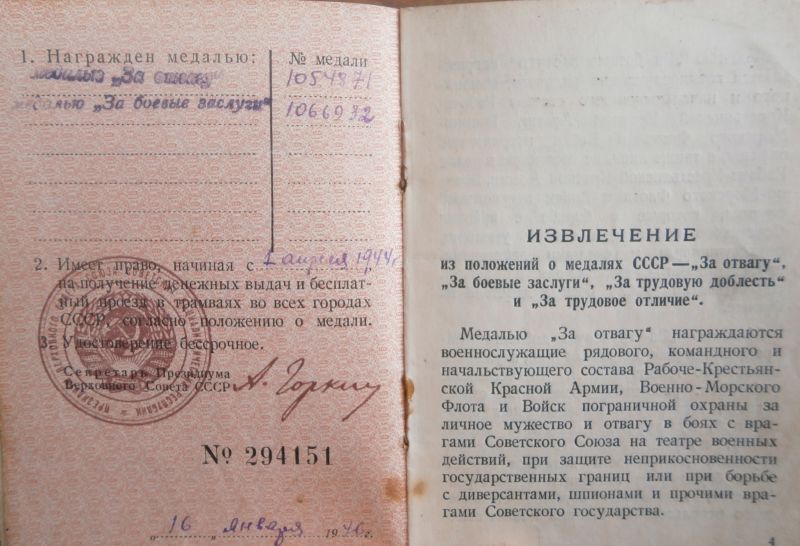 1. Награжден медалью:
№ медали
медалью „За отвагу"
1054871
медалью „За боевые заслуги"
1066932
2. Имеет право, начиная с 1 апреля 1944 г.
на получение денежных выдач и бесплат-
ный проезд в трамваях во всех городах
СССР, согласно положению о медали.
3. Удостоверение бессрочное.
Секретарь Президиума
Верховного Совета СССР
А. Горкин
№ 294151
„ 16 " января 1946 г.
ИЗВЛЕЧЕНИЕ
из положений о медалях СССР—„За отвагу",
„За боевые заслуги", „За трудовую доблесть"
и „За трудовое отличие".
Медалью „За отвагу" награждаются
военнослужащие рядового, командного и
начальствующего состава Рабоче-Крестьян-
ской Красной Армии, Военно-Морского
Флота и Войск пограничной охраны за
личное мужество и отвагу в боях с вра-
гами Советского Союза на театре военных
действий, при защите неприкосновенности
государственных границ или при борьбе
с диверсантами, шпионами и прочими вра-
гами Советского государства.
4